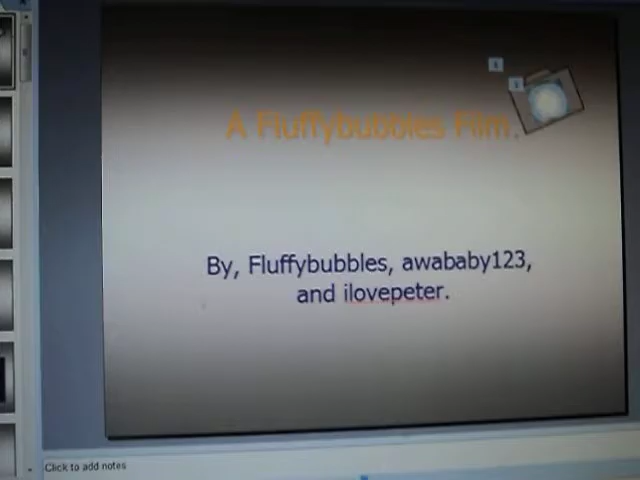 A Fluffybubbles Film.
By, Fluffybubbles, awababy123,
and ilovepeter.
Click to add notes